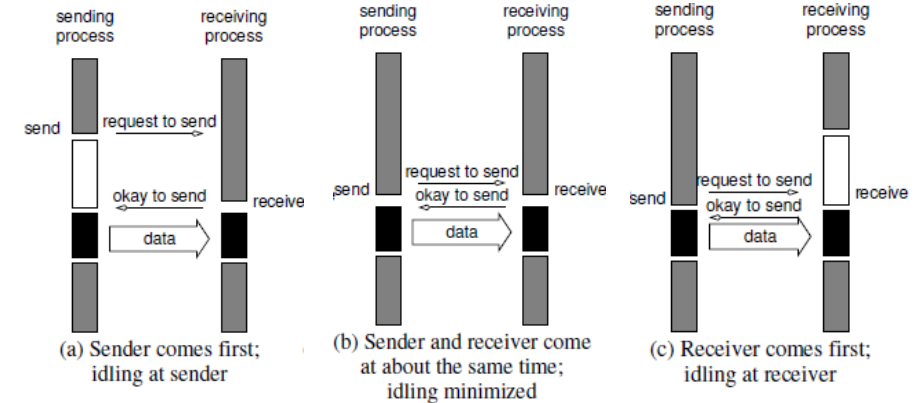 sending
process
receiving
process
send
request to send
okay to send
receive
data
(a) Sender comes first;
idling at sender
sending
process
receiving
process
request to send
send
okay to send
receive
data
(b) Sender and receiver come
at about the same time;
idling minimized
sending
process
receiving
process
request to send
send
okay to send
receive
data
(c) Receiver comes first;
idling at receiver